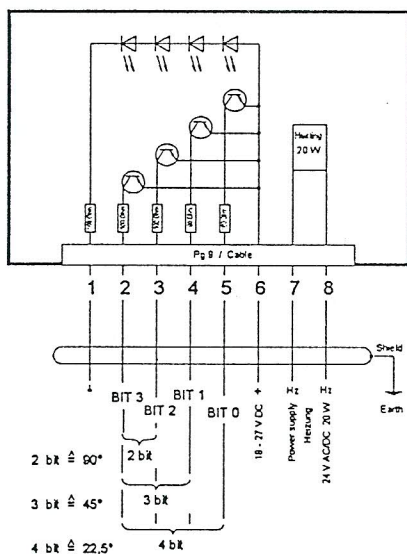 Heizung
20 W
Pg 9 / Cable
1 2 3 4 5 6 7 8
Shield
Earth
BIT 3
BIT 2
BIT 1
BIT 0
+
18 - 27 V DC
Hz
Power supply
Heizung
Hz
24 V AC/DC 20 W
2 bit
3 bit
4 bit
2 bit ≙ 90°
3 bit ≙ 45°
4 bit ≙ 22,5°